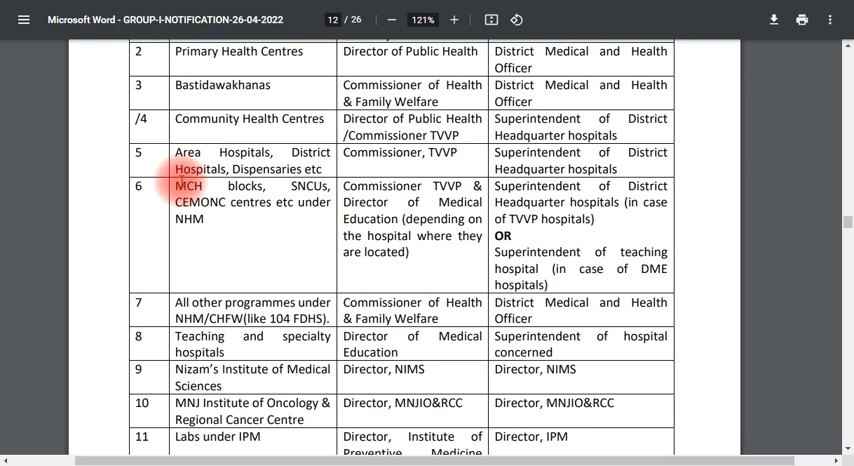 Microsoft Word - GROUP-I-NOTIFICATION-26-04-2022 12 / 26 — 121% +
2 Primary Health Centres Director of Public Health District Medical and Health
Officer
3 Bastidawakhanas Commissioner of Health District Medical and Health
& Family Welfare Officer
/4 Community Health Centres Director of Public Health Superintendent of District
/Commissioner TVVP Headquarter hospitals
5 Area Hospitals, District Commissioner, TVVP Superintendent of District
Hospitals, Dispensaries etc Headquarter hospitals
6 MCH blocks, SNCUs, Commissioner TVVP & Superintendent of District
CEMONC centres etc under Director of Medical Headquarter hospitals (in case
NHM Education (depending on of TVVP hospitals)
the hospital where they OR
are located) Superintendent of teaching
hospital (in case of DME
hospitals)
7 All other programmes under Commissioner of Health District Medical and Health
NHM/CHFW(like 104 FDHS). & Family Welfare Officer
8 Teaching and specialty Director of Medical Superintendent of hospital
hospitals Education concerned
9 Nizam's Institute of Medical Director, NIMS Director, NIMS
Sciences
10 MNJ Institute of Oncology & Director, MNJIO&RCC Director, MNJIO&RCC
Regional Cancer Centre
11 Labs under IPM Director, Institute of Director, IPM
Preventive Medicine